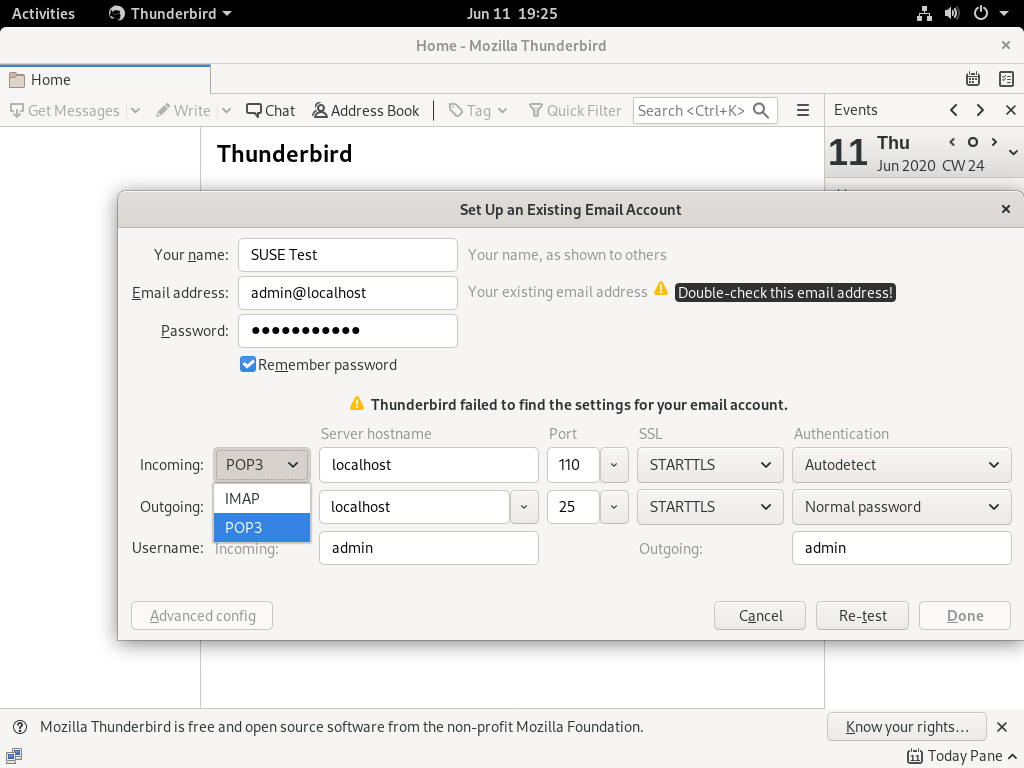 Activities Thunderbird Jun 11 19:25
Home - Mozilla Thunderbird
Home
Get Messages Write Chat Address Book Tag Quick Filter Search <Ctrl+K> Events
Thunderbird
11 Thu
Jun 2020 CW 24
Set Up an Existing Email Account
Your name: SUSE Test Your name, as shown to others
Email address: admin@localhost Your existing email address Double-check this email address!
Password: ●●●●●●●●●●●
Remember password
Thunderbird failed to find the settings for your email account.
Server hostname Port SSL Authentication
Incoming: POP3 localhost 110 STARTTLS Autodetect
IMAP
Outgoing: localhost 25 STARTTLS Normal password
POP3
Username: Incoming: admin Outgoing: admin
Advanced config Cancel Re-test Done
Mozilla Thunderbird is free and open source software from the non-profit Mozilla Foundation. Know your rights…
11 Today Pane